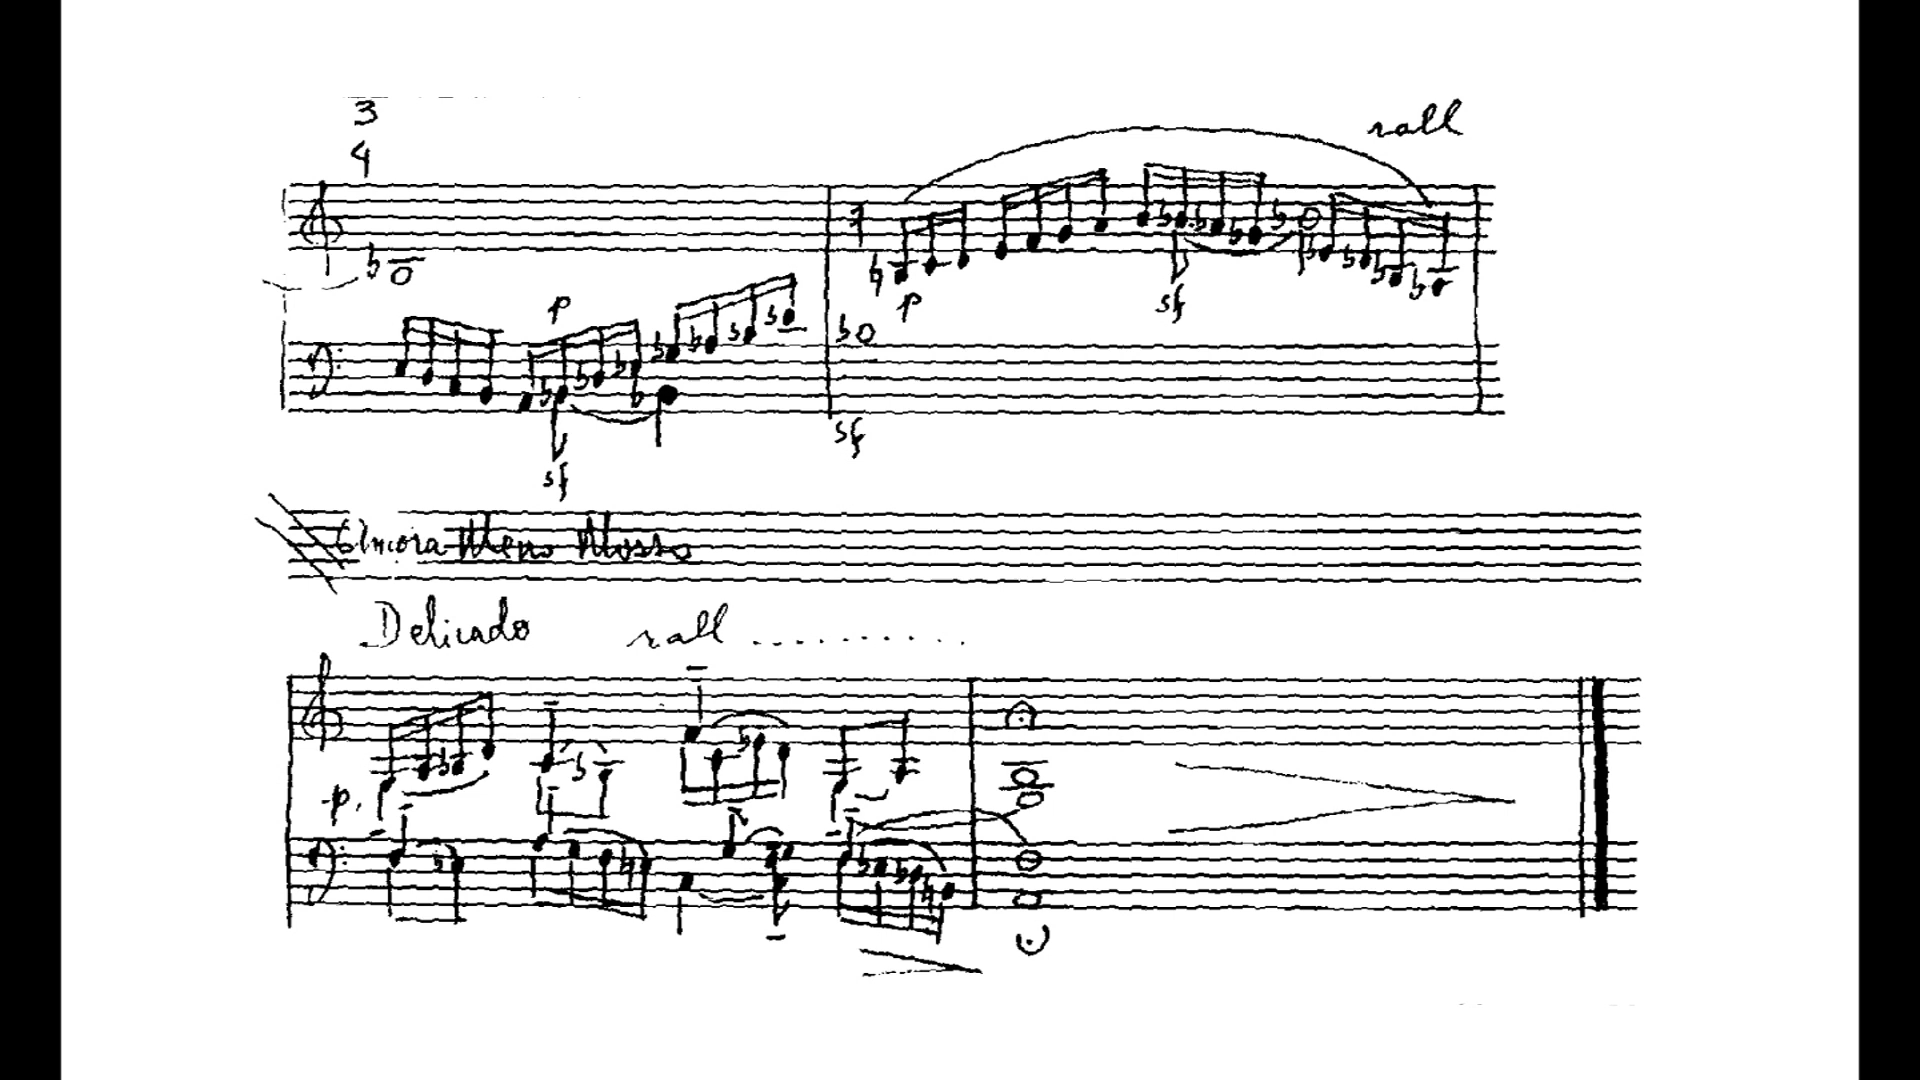 3
4
rall
p
p
sf
sf
sf
Ancora Meno Mosso
Delicado rall ..........
p.